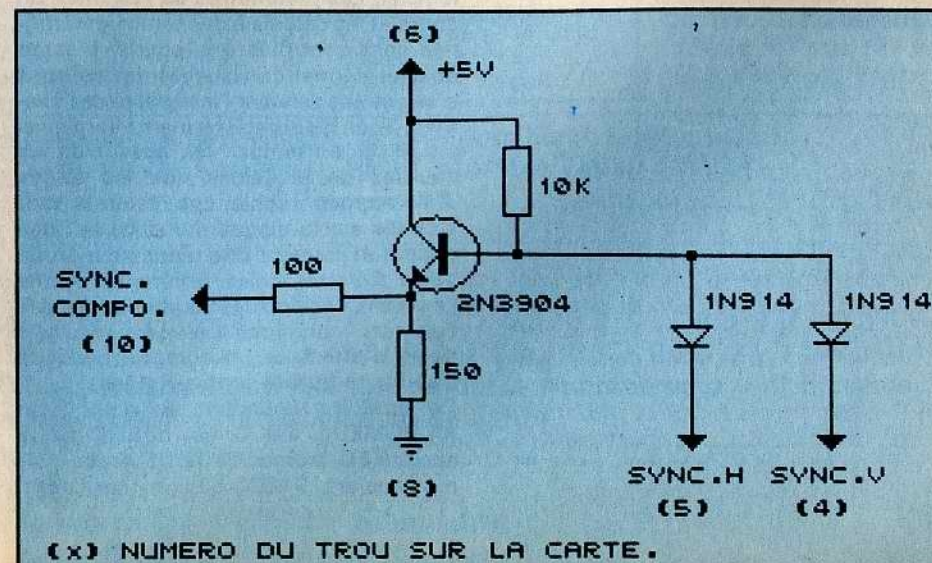 (6)
+5V
10K
SYNC.
COMPO.
(10)
100
2N3904
1N914
1N914
150
(8)
SYNC.H
SYNC.V
(5)
(4)
(x) NUMERO DU TROU SUR LA CARTE.